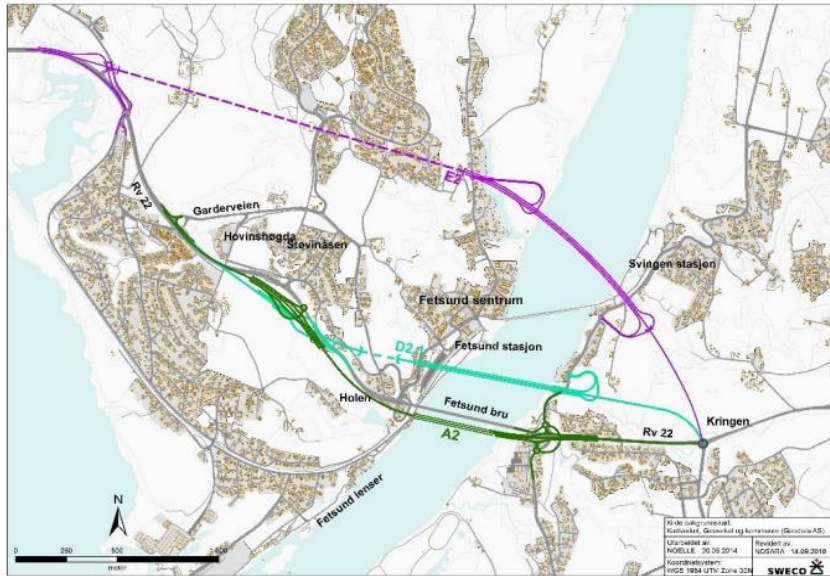 E2
Rv 22
Garderveien
Hovinshøgda
Støvinåsen
Svingen stasjon
Fetsund sentrum
D2
Fetsund stasjon
Holen
Fetsund bru
Kringen
Rv 22
A2
Fetsund lenser
N
0 250 500
meter
Utarbeidet av:
NOELLE 30.06.2014
Revidert av:
NOSARA 14.09.2016
Koordinatsystem:
WGS 1984 UTM Zone 32N
SWECO